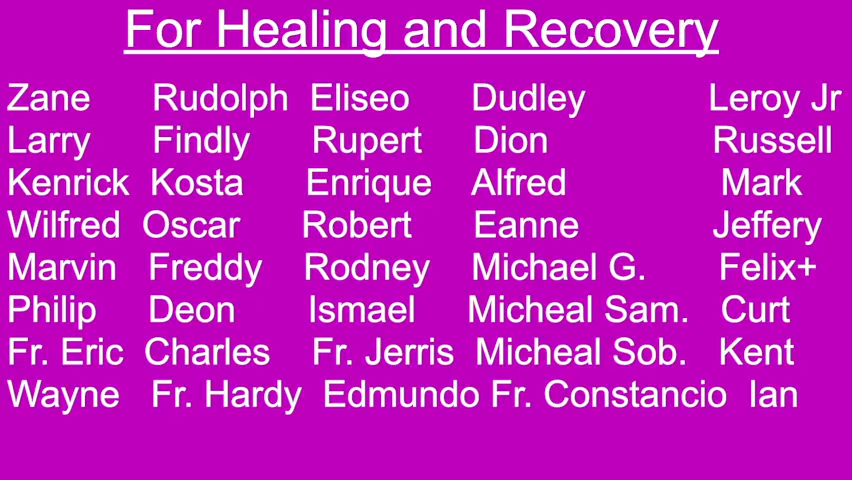 For Healing and Recovery
Zane Rudolph Eliseo Dudley Leroy Jr
Larry Findly Rupert Dion Russell
Kenrick Kosta Enrique Alfred Mark
Wilfred Oscar Robert Eanne Jeffery
Marvin Freddy Rodney Michael G. Felix+
Philip Deon Ismael Micheal Sam. Curt
Fr. Eric Charles Fr. Jerris Micheal Sob. Kent
Wayne Fr. Hardy Edmundo Fr. Constancio Ian